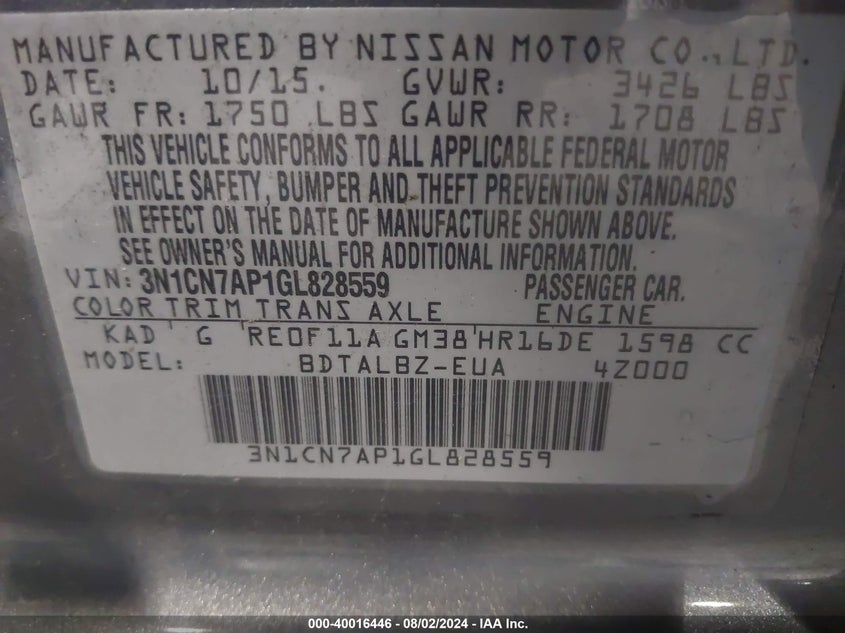 MANUFACTURED BY NISSAN MOTOR CO., LTD.
DATE: 10/15. GVWR: 3426 LBS
GAWR FR: 1750 LBS GAWR RR: 1708 LBS
THIS VEHICLE CONFORMS TO ALL APPLICABLE FEDERAL MOTOR
VEHICLE SAFETY, BUMPER AND THEFT PREVENTION STANDARDS
IN EFFECT ON THE DATE OF MANUFACTURE SHOWN ABOVE.
SEE OWNER'S MANUAL FOR ADDITIONAL INFORMATION.
VIN: 3N1CN7AP1GL828559 PASSENGER CAR.
COLOR TRIM TRANS AXLE ENGINE
KAD G RE0F11A GM38 HR16DE 1598 CC
MODEL: BDTALBZ-EUA 4Z000
3N1CN7AP1GL828559
000-40016446 - 08/02/2024 - IAA Inc.